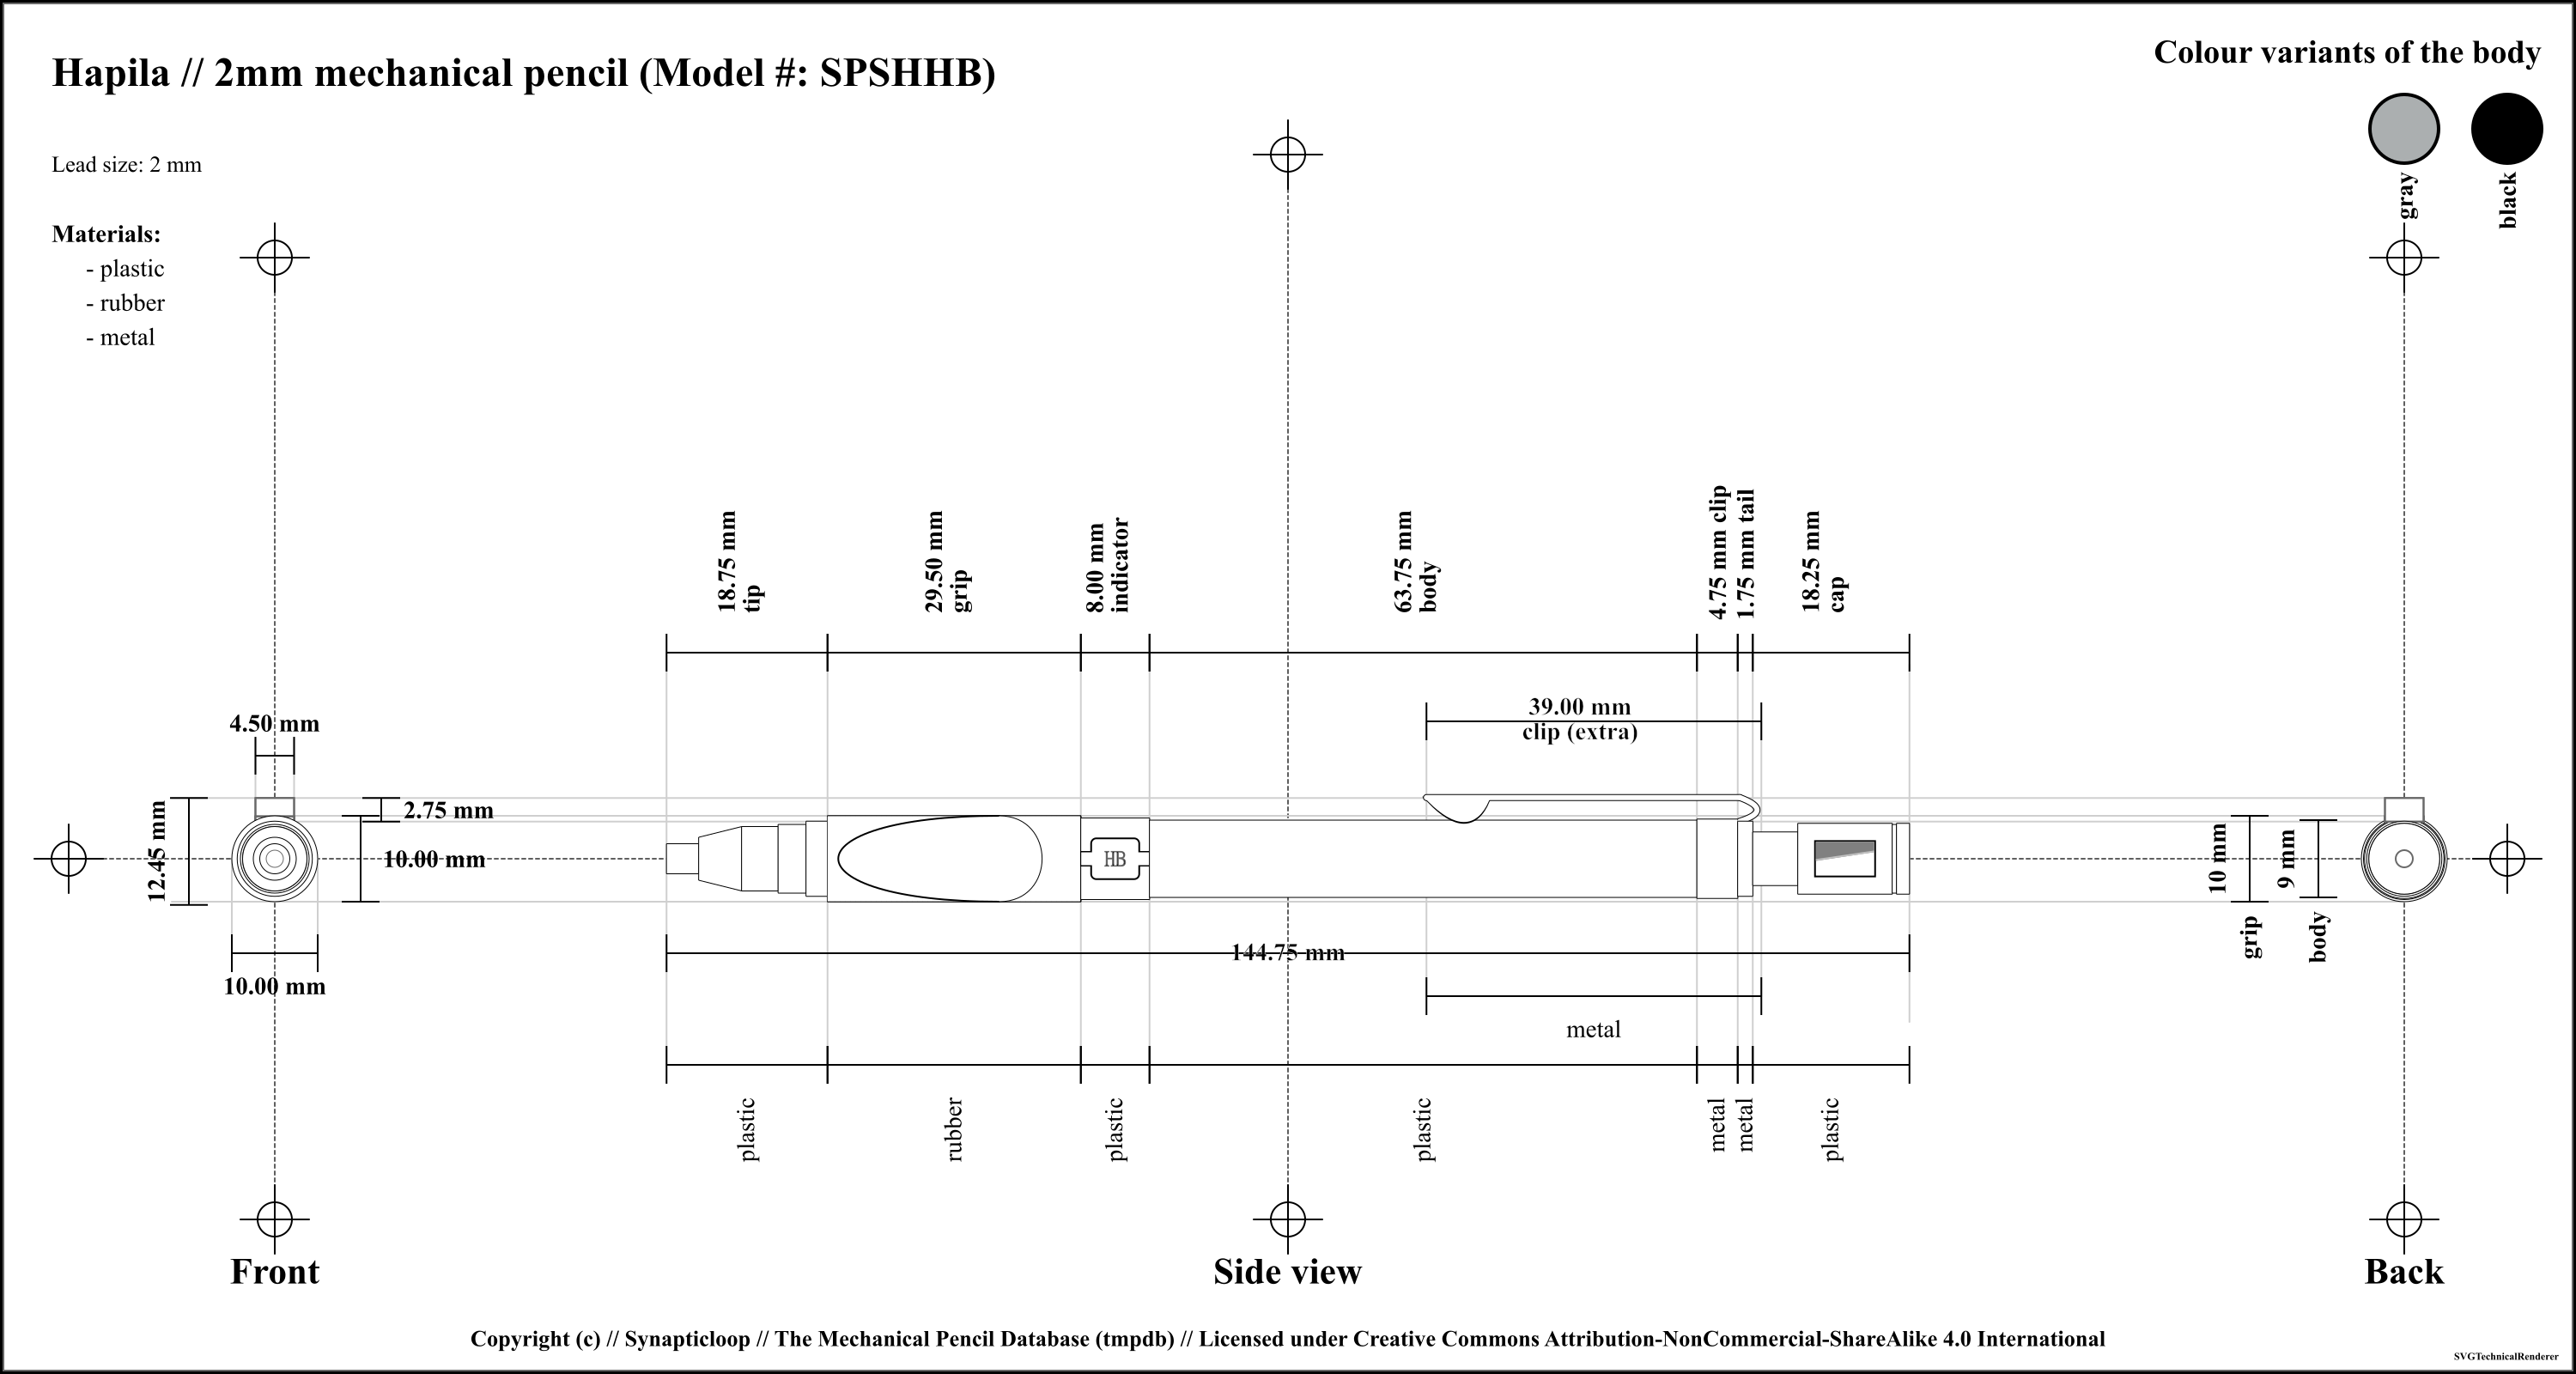 Hapila // 2mm mechanical pencil (Model #: SPSHHB)
Colour variants of the body
gray
black
Lead size: 2 mm
Materials:
- plastic
- rubber
- metal
18.75 mm
tip
29.50 mm
grip
8.00 mm
indicator
63.75 mm
body
4.75 mm clip
1.75 mm tail
18.25 mm
cap
39.00 mm
clip (extra)
4.50 mm
12.45 mm
2.75 mm
10.00 mm
10.00 mm
HB
10 mm
grip
9 mm
body
144.75 mm
metal
plastic
rubber
plastic
plastic
metal
metal
plastic
Front
Side view
Back
Copyright (c) // Synapticloop // The Mechanical Pencil Database (tmpdb) // Licensed under Creative Commons Attribution-NonCommercial-ShareAlike 4.0 International
SVGTechnicalRenderer